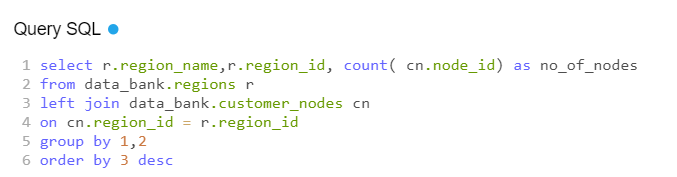 Query SQL
1 select r.region_name,r.region_id, count( cn.node_id) as no_of_nodes
2 from data_bank.regions r
3 left join data_bank.customer_nodes cn
4 on cn.region_id = r.region_id
5 group by 1,2
6 order by 3 desc